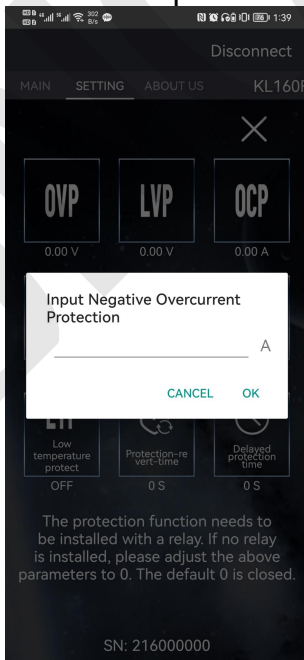 302
B/s
1:39
Disconnect
MAIN SETTING ABOUT US KL160F
OVP LVP OCP
0.00 V 0.00 V 0.00 A
Input Negative Overcurrent
Protection
A
CANCEL OK
Low
temperature
protect
Protection-re
vert-time
Delayed
protection
time
OFF 0 S 0 S
The protection function needs to
be installed with a relay. If no relay
is installed, please adjust the above
parameters to 0. The default 0 is closed.
SN: 216000000